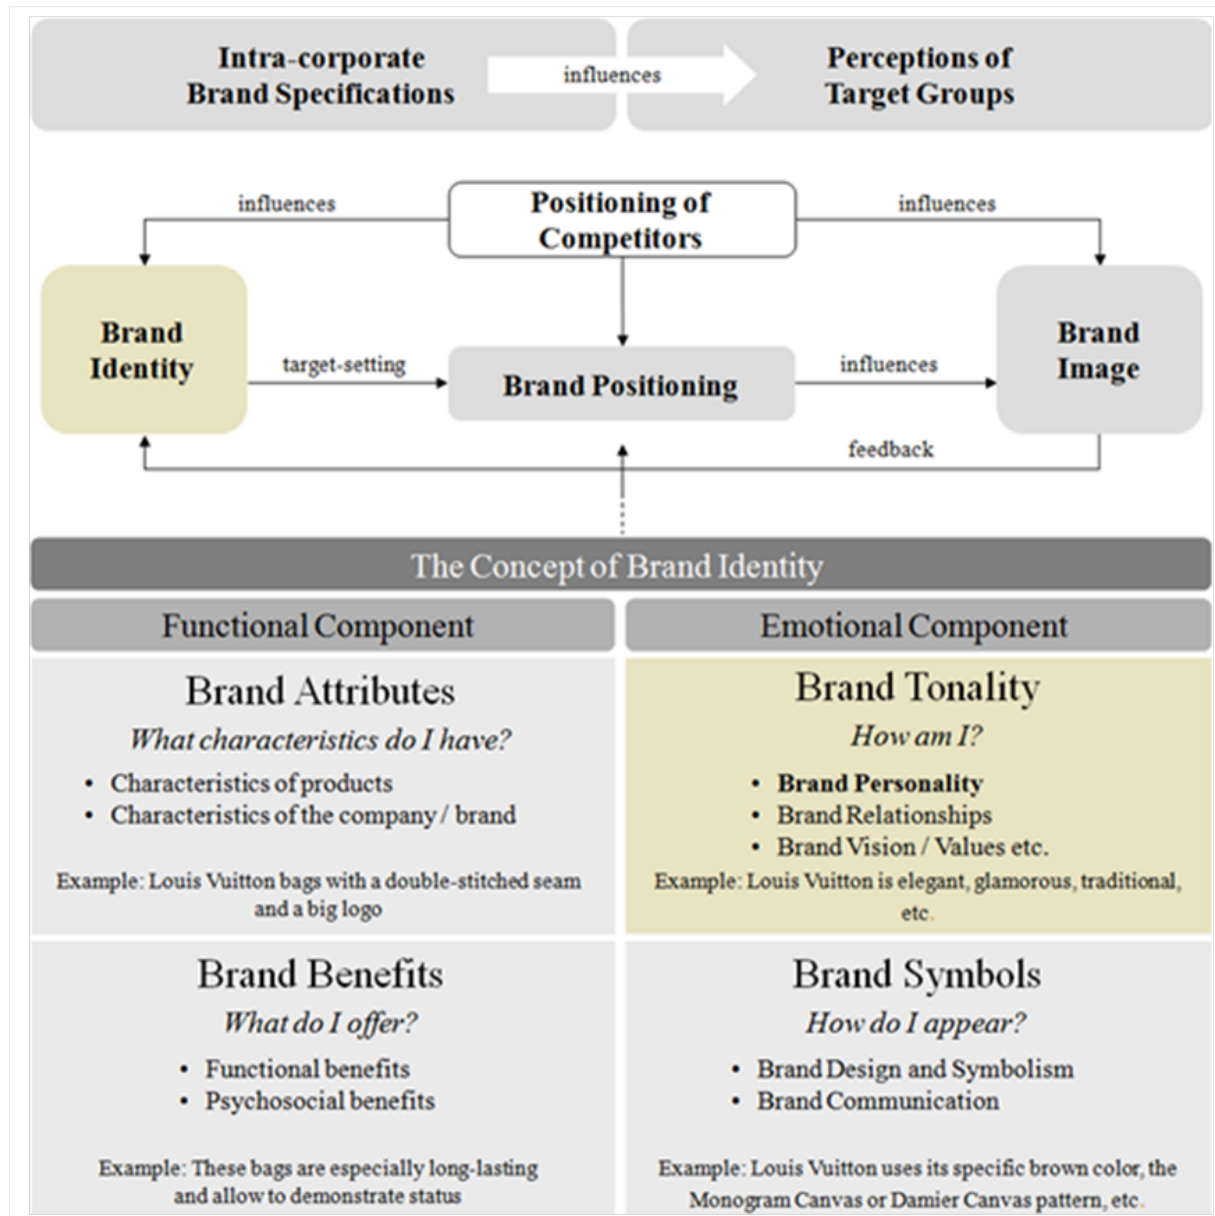 Intra-corporate
Brand Specifications
influences
Perceptions of
Target Groups
influences
Positioning of
Competitors
influences
Brand
Identity
target-setting
Brand Positioning
influences
Brand
Image
feedback
The Concept of Brand Identity
Functional Component
Emotional Component
Brand Attributes
What characteristics do I have?
• Characteristics of products
• Characteristics of the company / brand
Example: Louis Vuitton bags with a double-stitched seam
and a big logo
Brand Tonality
How am I?
• Brand Personality
• Brand Relationships
• Brand Vision / Values etc.
Example: Louis Vuitton is elegant, glamorous, traditional,
etc.
Brand Benefits
What do I offer?
• Functional benefits
• Psychosocial benefits
Example: These bags are especially long-lasting
and allow to demonstrate status
Brand Symbols
How do I appear?
• Brand Design and Symbolism
• Brand Communication
Example: Louis Vuitton uses its specific brown color, the
Monogram Canvas or Damier Canvas pattern, etc.